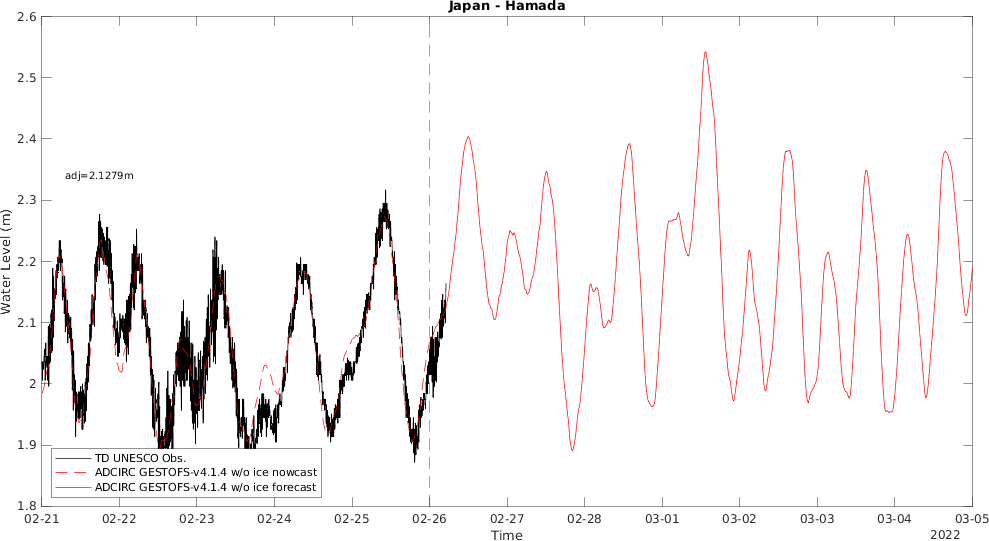 Japan - Hamada
2.6
2.5
2.4
2.3
2.2
2.1
2
1.9
1.8
Water Level (m)
adj=2.1279m
TD UNESCO Obs.
ADCIRC GESTOFS-v4.1.4 w/o ice nowcast
ADCIRC GESTOFS-v4.1.4 w/o ice forecast
02-21 02-22 02-23 02-24 02-25 02-26 02-27 02-28 03-01 03-02 03-03 03-04 03-05
Time
2022